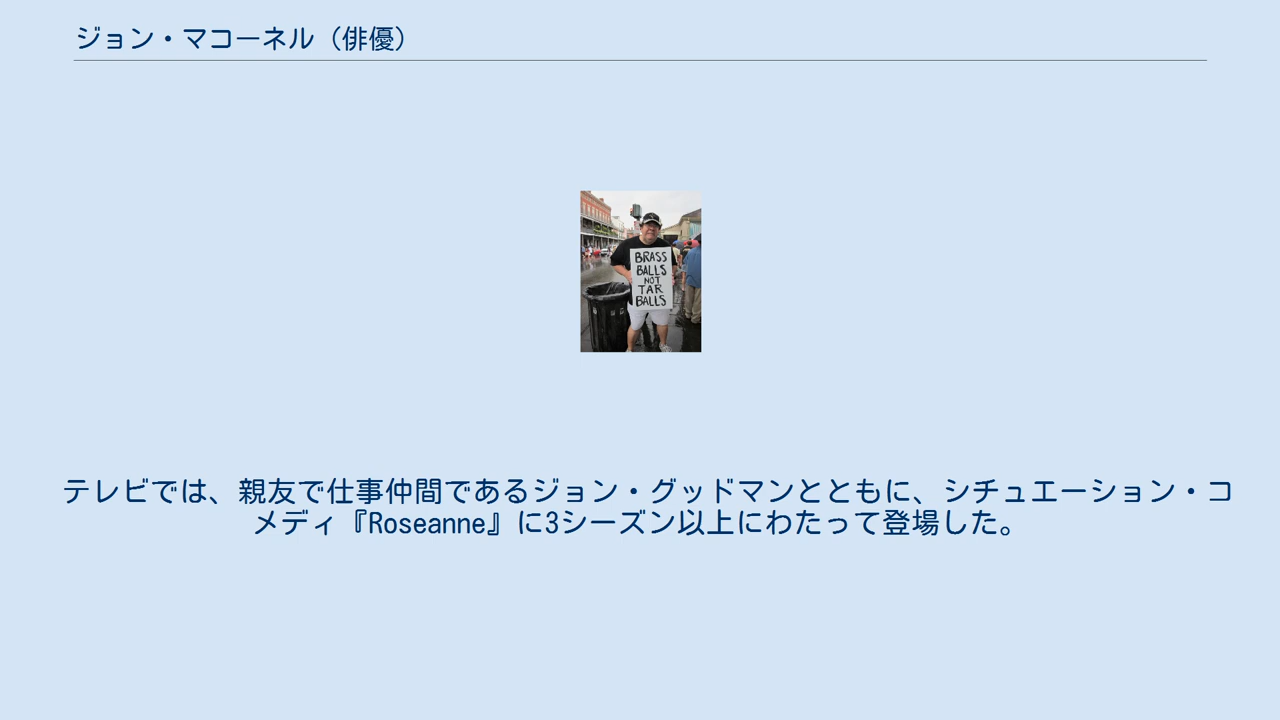 ジョン・マコーネル（俳優）
BRASS
BALLS
NOT
TAR
BALLS
テレビでは、親友で仕事仲間であるジョン・グッドマンとともに、シチュエーション・コ
メディ『Roseanne』に3シーズン以上にわたって登場した。